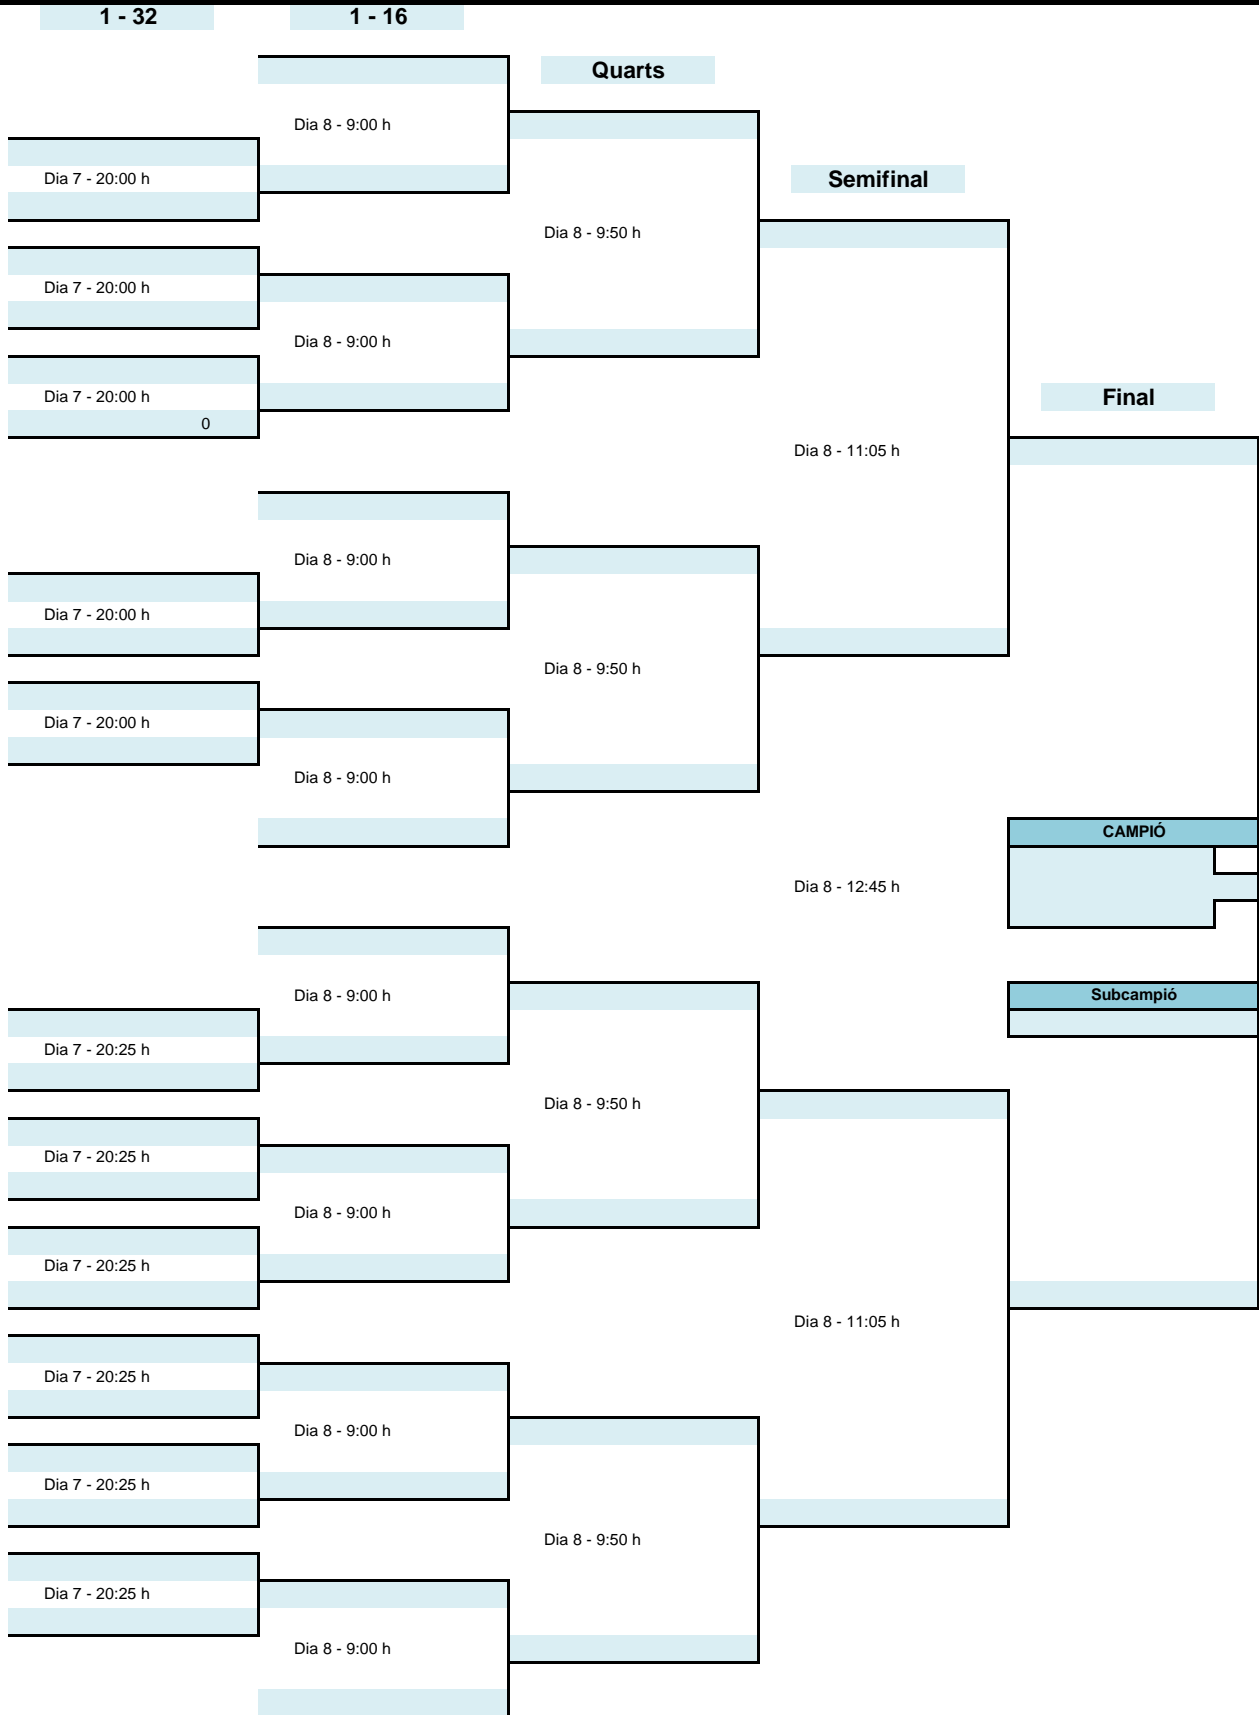 1 - 32
1 - 16
Quarts
Dia 8 - 9:00 h
Dia 7 - 20:00 h
Semifinal
Dia 8 - 9:50 h
Dia 7 - 20:00 h
Dia 8 - 9:00 h
Dia 7 - 20:00 h
Final
0
Dia 8 - 11:05 h
Dia 8 - 9:00 h
Dia 7 - 20:00 h
Dia 8 - 9:50 h
Dia 7 - 20:00 h
Dia 8 - 9:00 h
CAMPIÓ
Dia 8 - 12:45 h
Dia 8 - 9:00 h
Subcampió
Dia 7 - 20:25 h
Dia 8 - 9:50 h
Dia 7 - 20:25 h
Dia 8 - 9:00 h
Dia 7 - 20:25 h
Dia 8 - 11:05 h
Dia 7 - 20:25 h
Dia 8 - 9:00 h
Dia 7 - 20:25 h
Dia 8 - 9:50 h
Dia 7 - 20:25 h
Dia 8 - 9:00 h